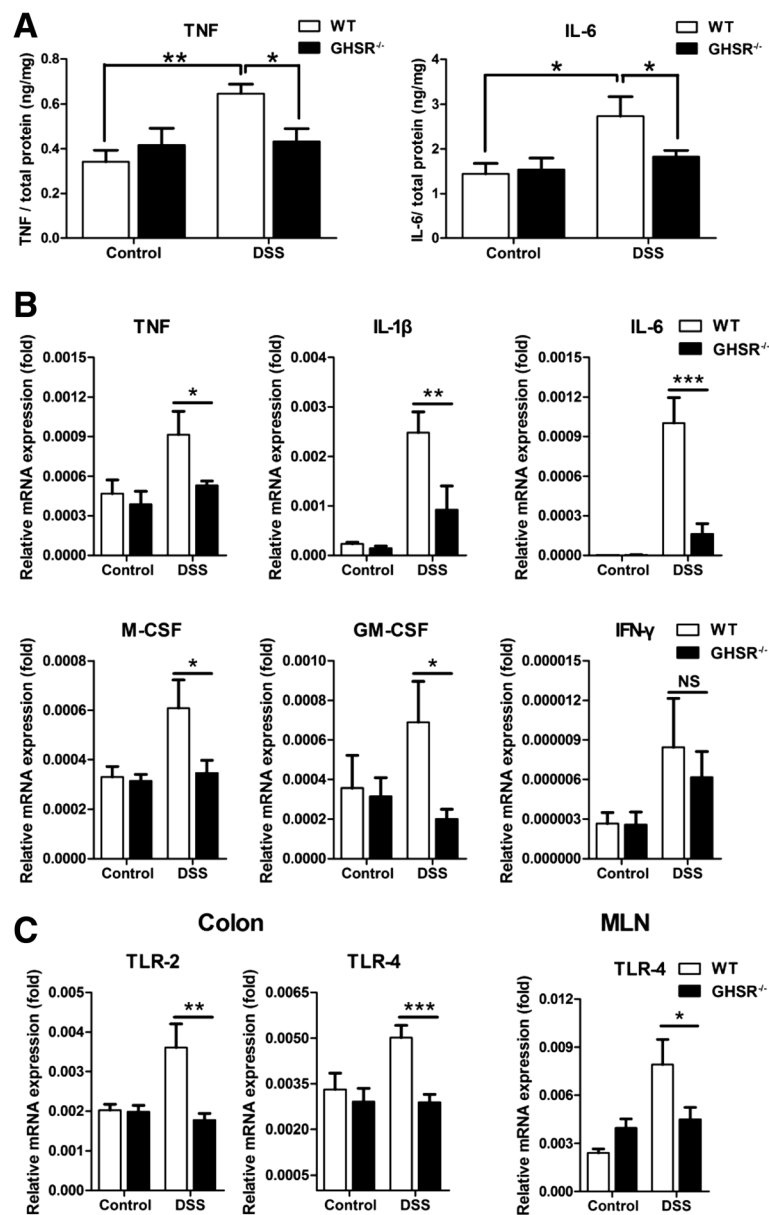 A
TNF
WT
GHSR-/-
TNF / total protein (ng/mg)
0.8
0.6
0.4
0.2
0.0
**
*
Control
DSS
IL-6
WT
GHSR-/-
IL-6/ total protein (ng/mg)
4
3
2
1
0
*
*
Control
DSS
B
TNF
Relative mRNA expression (fold)
0.0015
0.0012
0.0009
0.0006
0.0003
0.0000
*
Control
DSS
IL-1β
Relative mRNA expression (fold)
0.004
0.003
0.002
0.001
0.000
**
Control
DSS
IL-6
WT
GHSR-/-
Relative mRNA expression (fold)
0.0015
0.0012
0.0009
0.0006
0.0003
0.0000
***
Control
DSS
M-CSF
Relative mRNA expression (fold)
0.0008
0.0006
0.0004
0.0002
0.0000
*
Control
DSS
GM-CSF
Relative mRNA expression (fold)
0.0010
0.0008
0.0006
0.0004
0.0002
0.0000
*
Control
DSS
IFN-γ
WT
GHSR-/-
Relative mRNA expression (fold)
0.000015
0.000012
0.000009
0.000006
0.000003
0.000000
NS
Control
DSS
C
Colon
MLN
TLR-2
Relative mRNA expression (fold)
0.005
0.004
0.003
0.002
0.001
0.000
**
Control
DSS
TLR-4
Relative mRNA expression (fold)
0.0065
0.0050
0.0035
0.0020
0.0005
***
Control
DSS
TLR-4
WT
GHSR-/-
Relative mRNA expression (fold)
0.012
0.009
0.006
0.003
0.000
*
Control
DSS